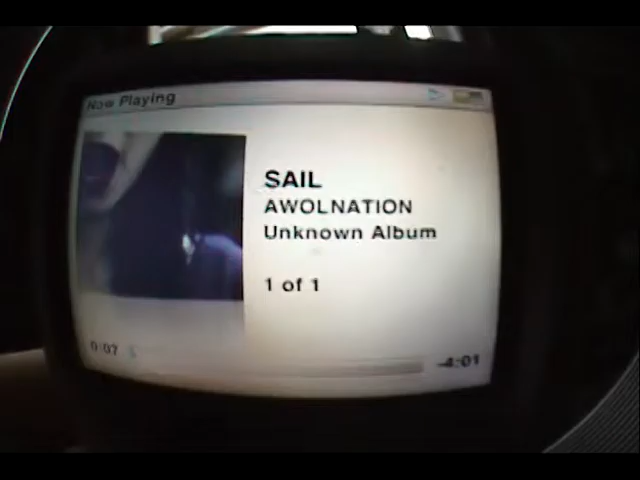 Now Playing
SAIL
AWOLNATION
Unknown Album
1 of 1
0:07
-4:01